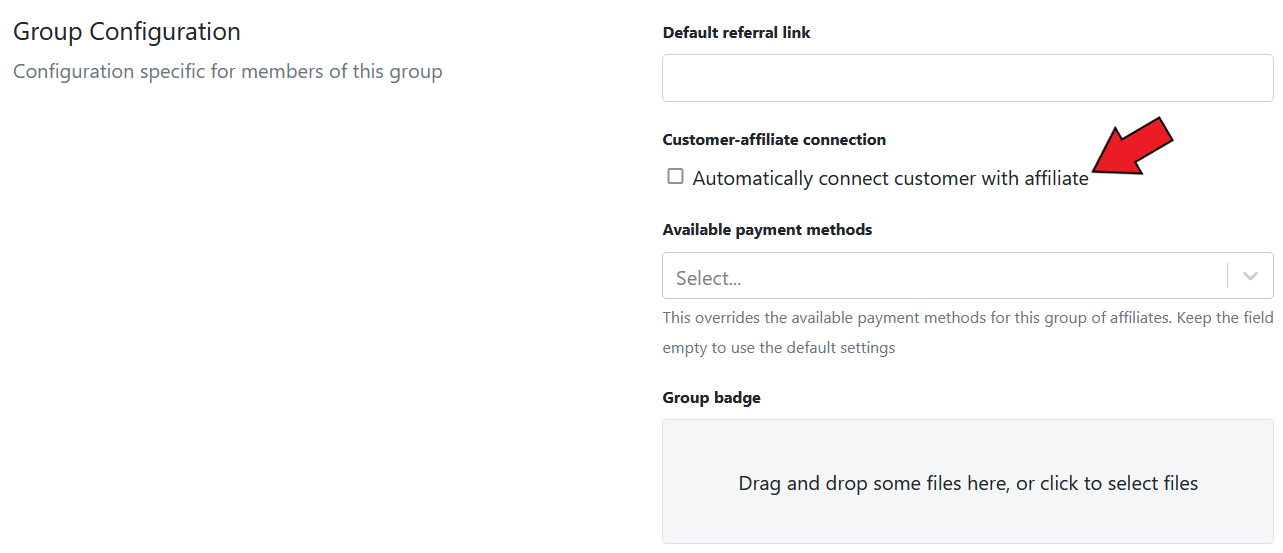 Group Configuration
Configuration specific for members of this group
Default referral link
Customer-affiliate connection
Automatically connect customer with affiliate
Available payment methods
Select...
This overrides the available payment methods for this group of affiliates. Keep the field
empty to use the default settings
Group badge
Drag and drop some files here, or click to select files